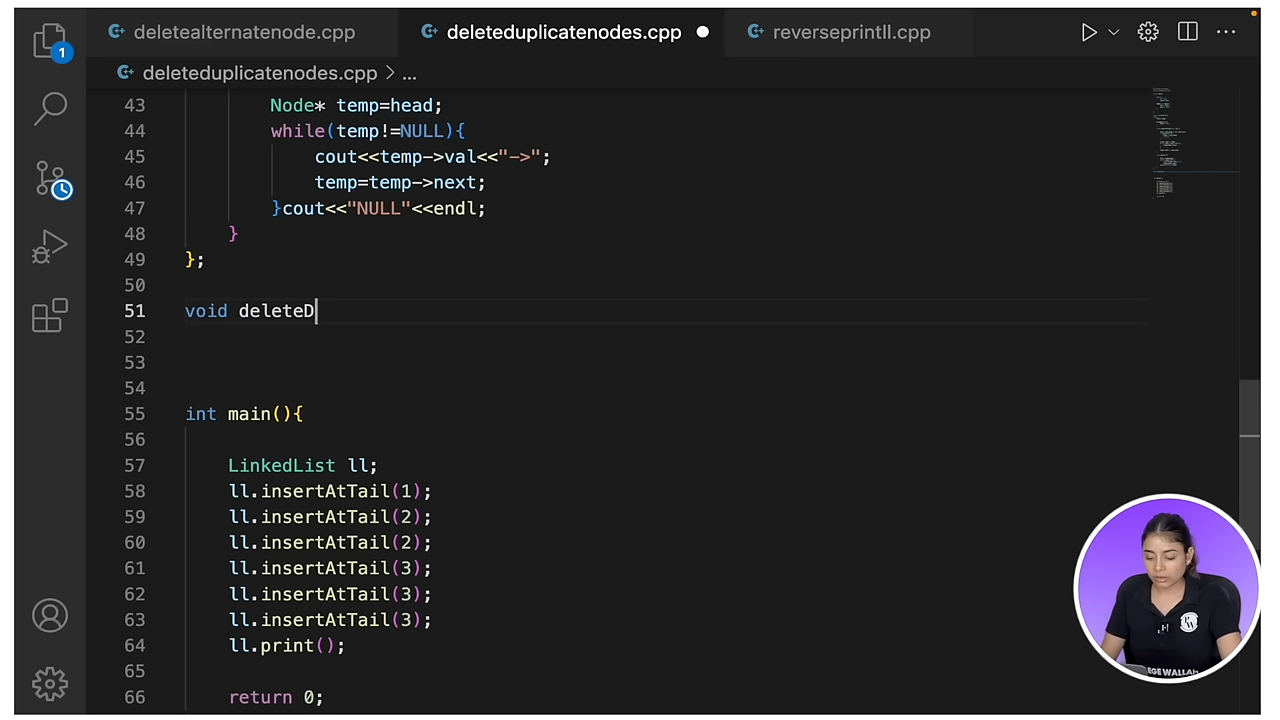 1
deletealternatenode.cpp
deleteduplicatenodes.cpp
reverseprintll.cpp
deleteduplicatenodes.cpp > ...
43 Node* temp=head;
44 while(temp!=NULL){
45 cout<<temp->val<<"->";
46 temp=temp->next;
47 }cout<<"NULL"<<endl;
48 }
49 };
50
51 void deleteD
52
53
54
55 int main(){
56
57 LinkedList ll;
58 ll.insertAtTail(1);
59 ll.insertAtTail(2);
60 ll.insertAtTail(2);
61 ll.insertAtTail(3);
62 ll.insertAtTail(3);
63 ll.insertAtTail(3);
64 ll.print();
65
66 return 0;